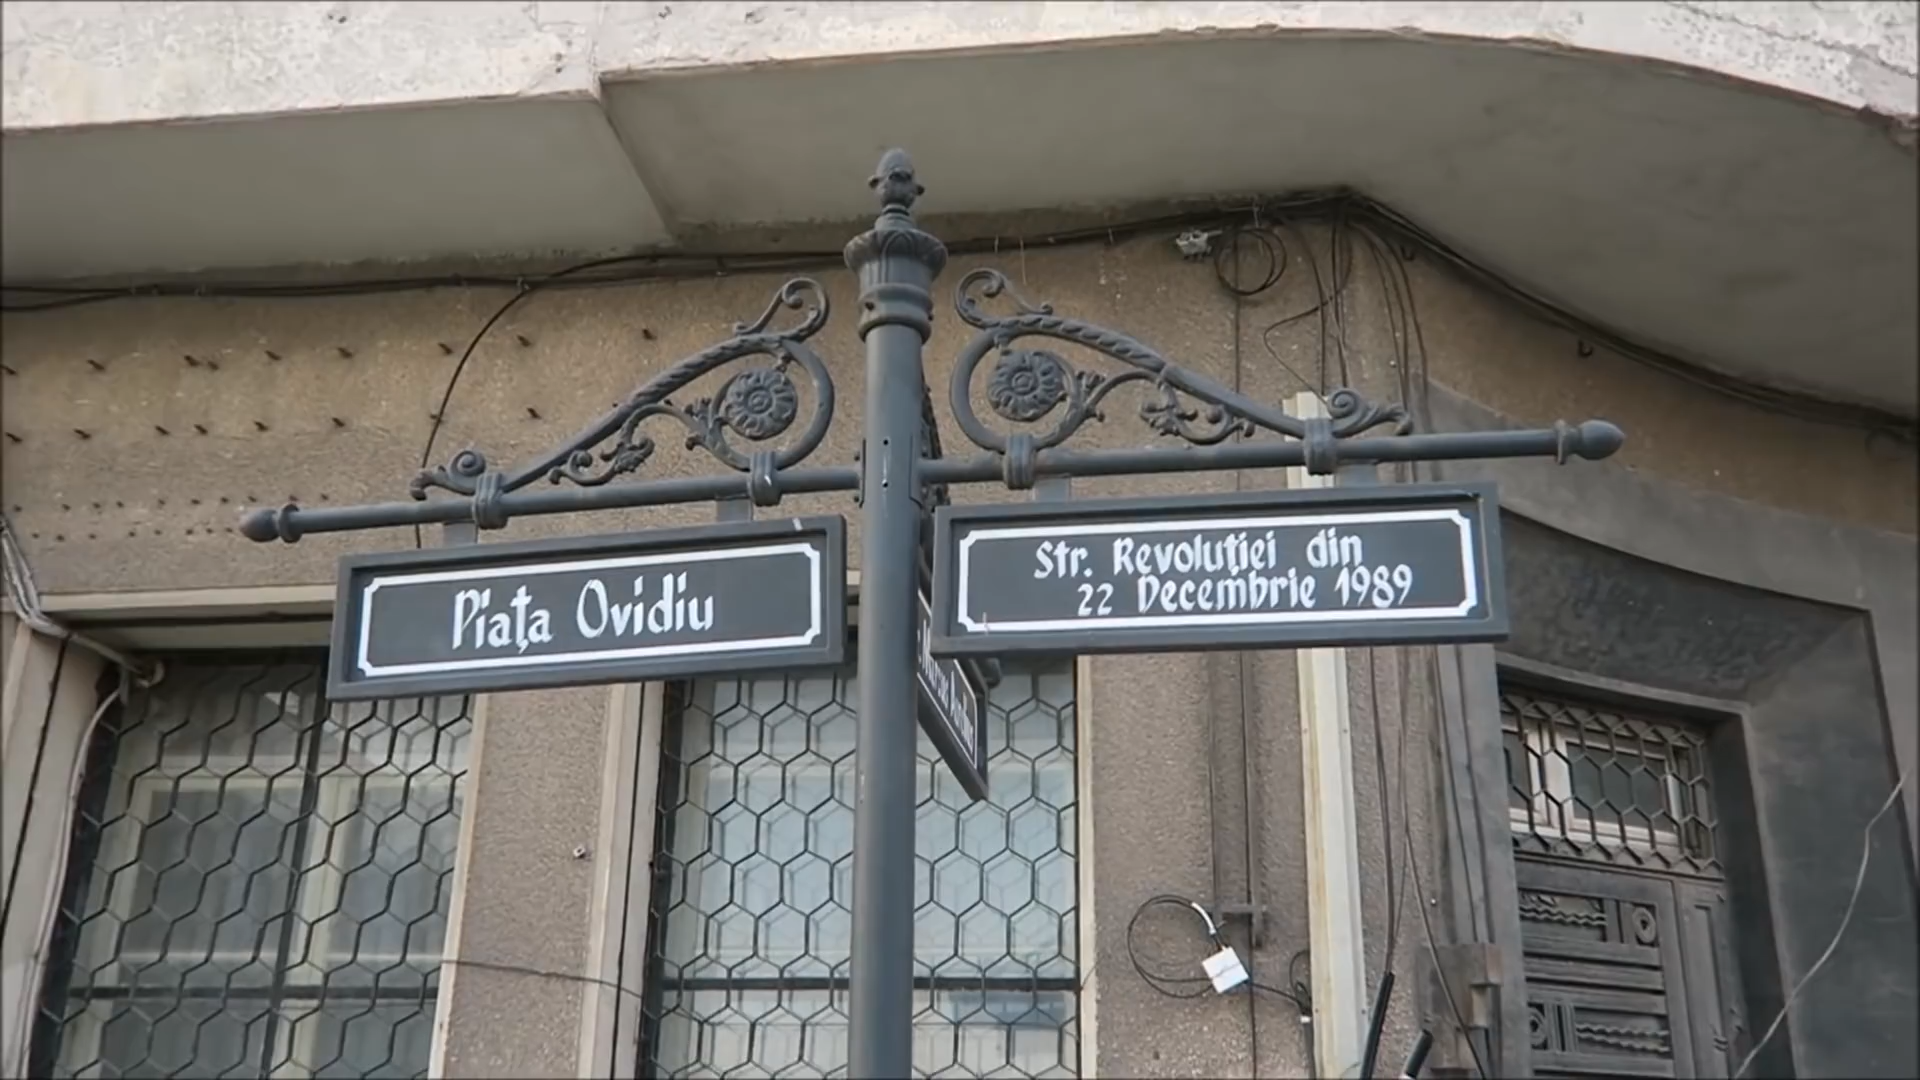 Piața Ovidiu
Str. Revoluției din
22 Decembrie 1989